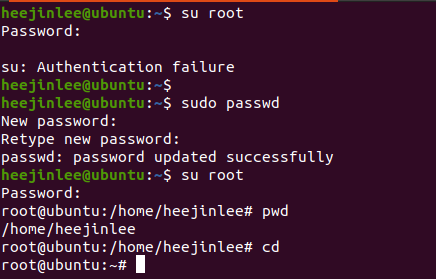 heejinlee@ubuntu:~$ su root
Password:
su: Authentication failure
heejinlee@ubuntu:~$
heejinlee@ubuntu:~$ sudo passwd
New password:
Retype new password:
passwd: password updated successfully
heejinlee@ubuntu:~$ su root
Password:
root@ubuntu:/home/heejinlee# pwd
/home/heejinlee
root@ubuntu:/home/heejinlee# cd
root@ubuntu:~#